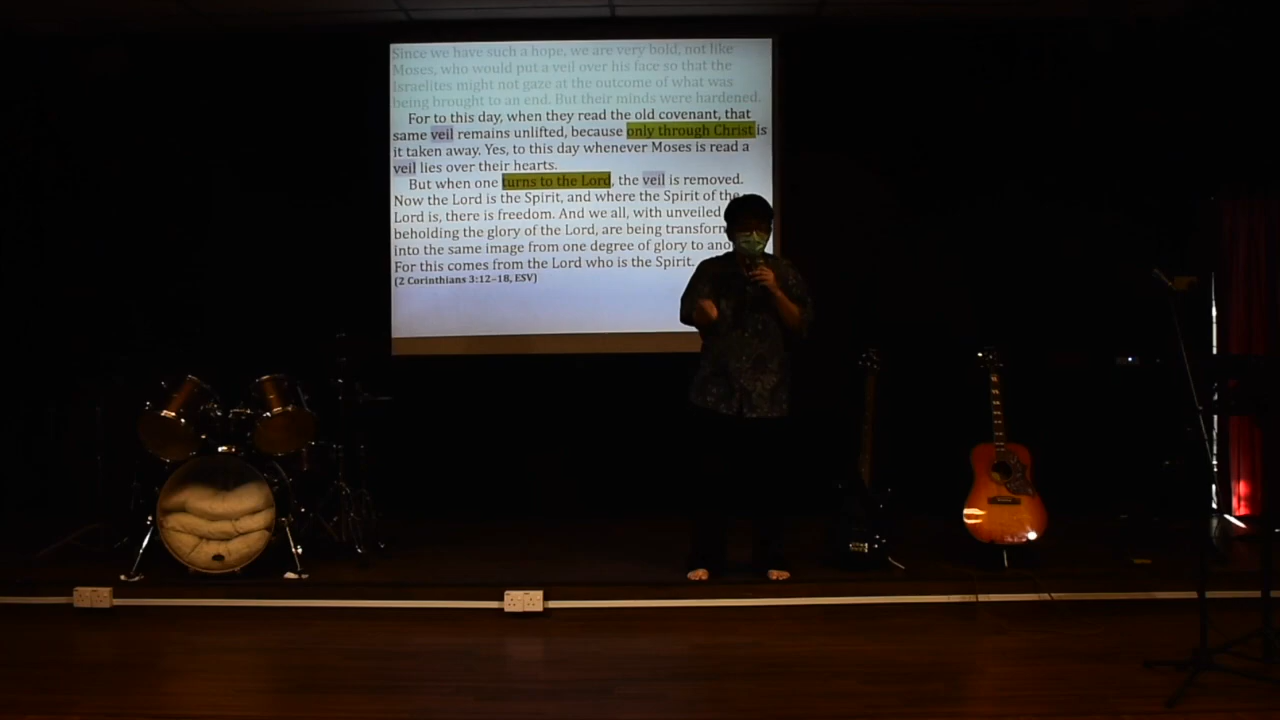 Since we have such a hope, we are very bold, not like
Moses, who would put a veil over his face so that the
Israelites might not gaze at the outcome of what was
being brought to an end. But their minds were hardened.
For to this day, when they read the old covenant, that
same veil remains unlifted, because only through Christ is
it taken away. Yes, to this day whenever Moses is read a
veil lies over their hearts.
But when one turns to the Lord, the veil is removed.
Now the Lord is the Spirit, and where the Spirit of the
Lord is, there is freedom. And we all, with unveiled
beholding the glory of the Lord, are being transform
into the same image from one degree of glory to ano
For this comes from the Lord who is the Spirit.
(2 Corinthians 3:12–18, ESV)